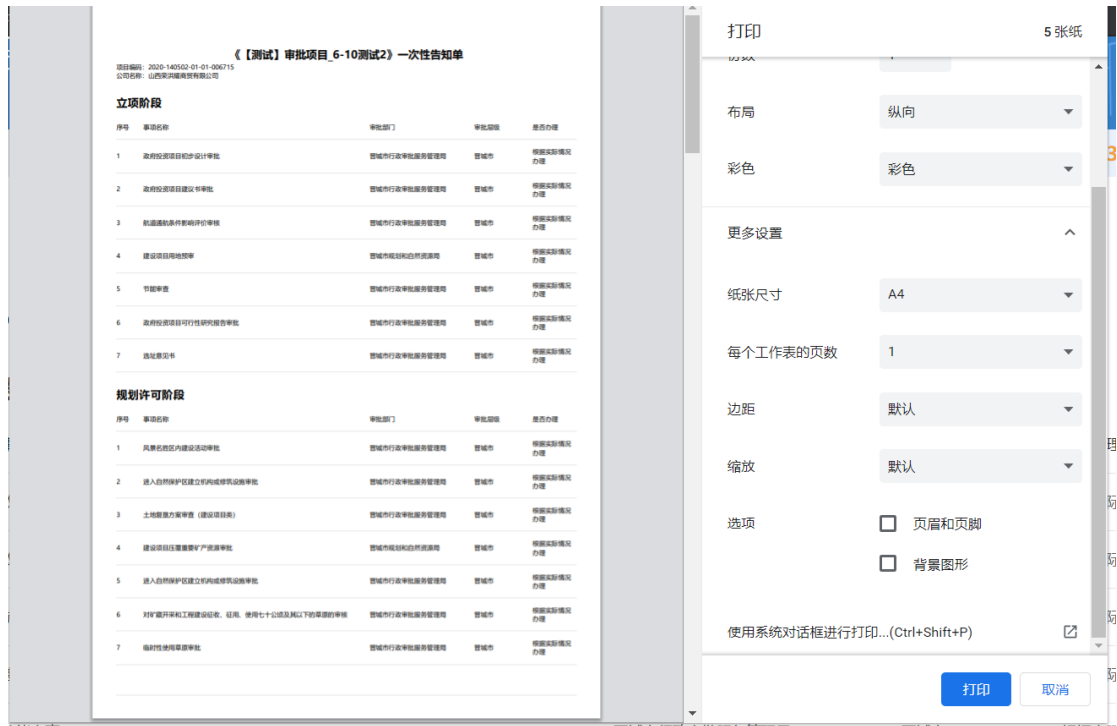 《【测试】审批项目_6-10测试2》一次性告知单
项目编码：2020-140502-01-01-006715
公司名称：山西荣洪耀商贸有限公司
立项阶段
序号 事项名称 审批部门 审批层级 是否办理
1 政府投资项目初步设计审批 晋城市行政审批服务管理局 晋城市 根据实际情况
办理
2 政府投资项目建议书审批 晋城市行政审批服务管理局 晋城市 根据实际情况
办理
3 航道通航条件影响评价审核 晋城市行政审批服务管理局 晋城市 根据实际情况
办理
4 建设项目用地预审 晋城市规划和自然资源局 晋城市 根据实际情况
办理
5 节能审查 晋城市行政审批服务管理局 晋城市 根据实际情况
办理
6 政府投资项目可行性研究报告审批 晋城市行政审批服务管理局 晋城市 根据实际情况
办理
7 选址意见书 晋城市行政审批服务管理局 晋城市 根据实际情况
办理
规划许可阶段
序号 事项名称 审批部门 审批层级 是否办理
1 风景名胜区内建设活动审批 晋城市行政审批服务管理局 晋城市 根据实际情况
办理
2 进入自然保护区建立机构或修筑设施审批 晋城市行政审批服务管理局 晋城市 根据实际情况
办理
3 土地复垦方案审查（建设项目类） 晋城市行政审批服务管理局 晋城市 根据实际情况
办理
4 建设项目压覆重要矿产资源审批 晋城市规划和自然资源局 晋城市 根据实际情况
办理
5 进入自然保护区建立机构或修筑设施审批 晋城市行政审批服务管理局 晋城市 根据实际情况
办理
6 对矿藏开采和工程建设征收、征用、使用七十公顷及其以下的草原的审核 晋城市行政审批服务管理局 晋城市 根据实际情况
办理
7 临时性使用草原审批 晋城市行政审批服务管理局 晋城市 根据实际情况
办理
打印 5 张纸
布局 纵向
彩色 彩色
更多设置
纸张尺寸 A4
每个工作表的页数 1
边距 默认
缩放 默认
选项 页眉和页脚
背景图形
使用系统对话框进行打印...(Ctrl+Shift+P)
打印 取消